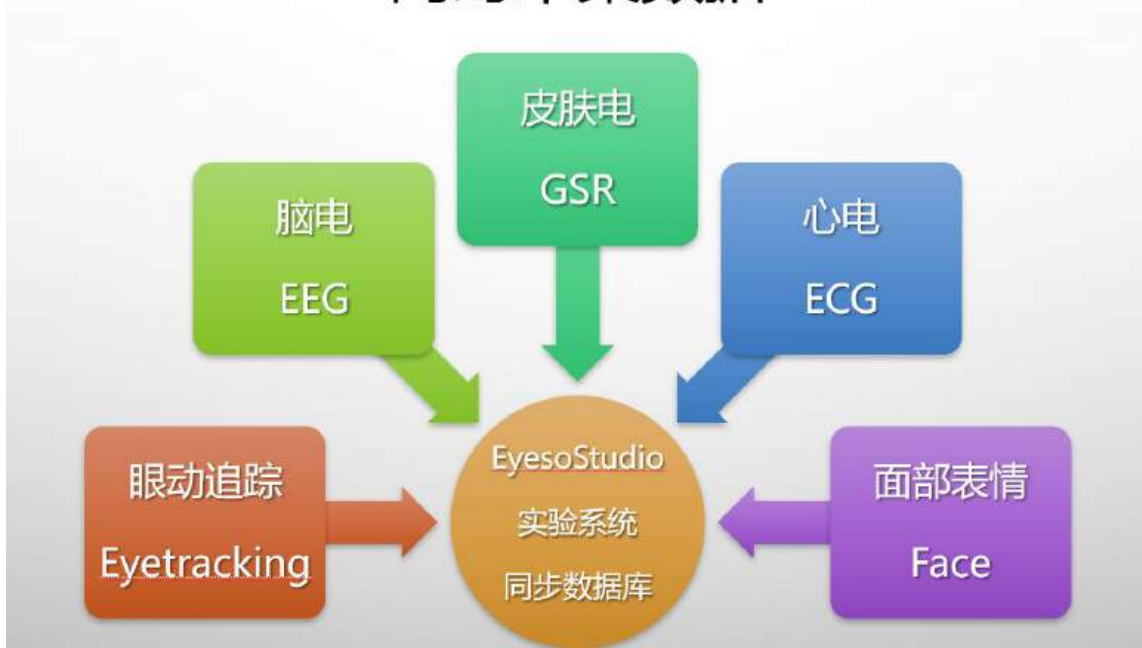 皮肤电
GSR
脑电
EEG
心电
ECG
眼动追踪
Eyetracking
EyesoStudio
实验系统
同步数据库
面部表情
Face